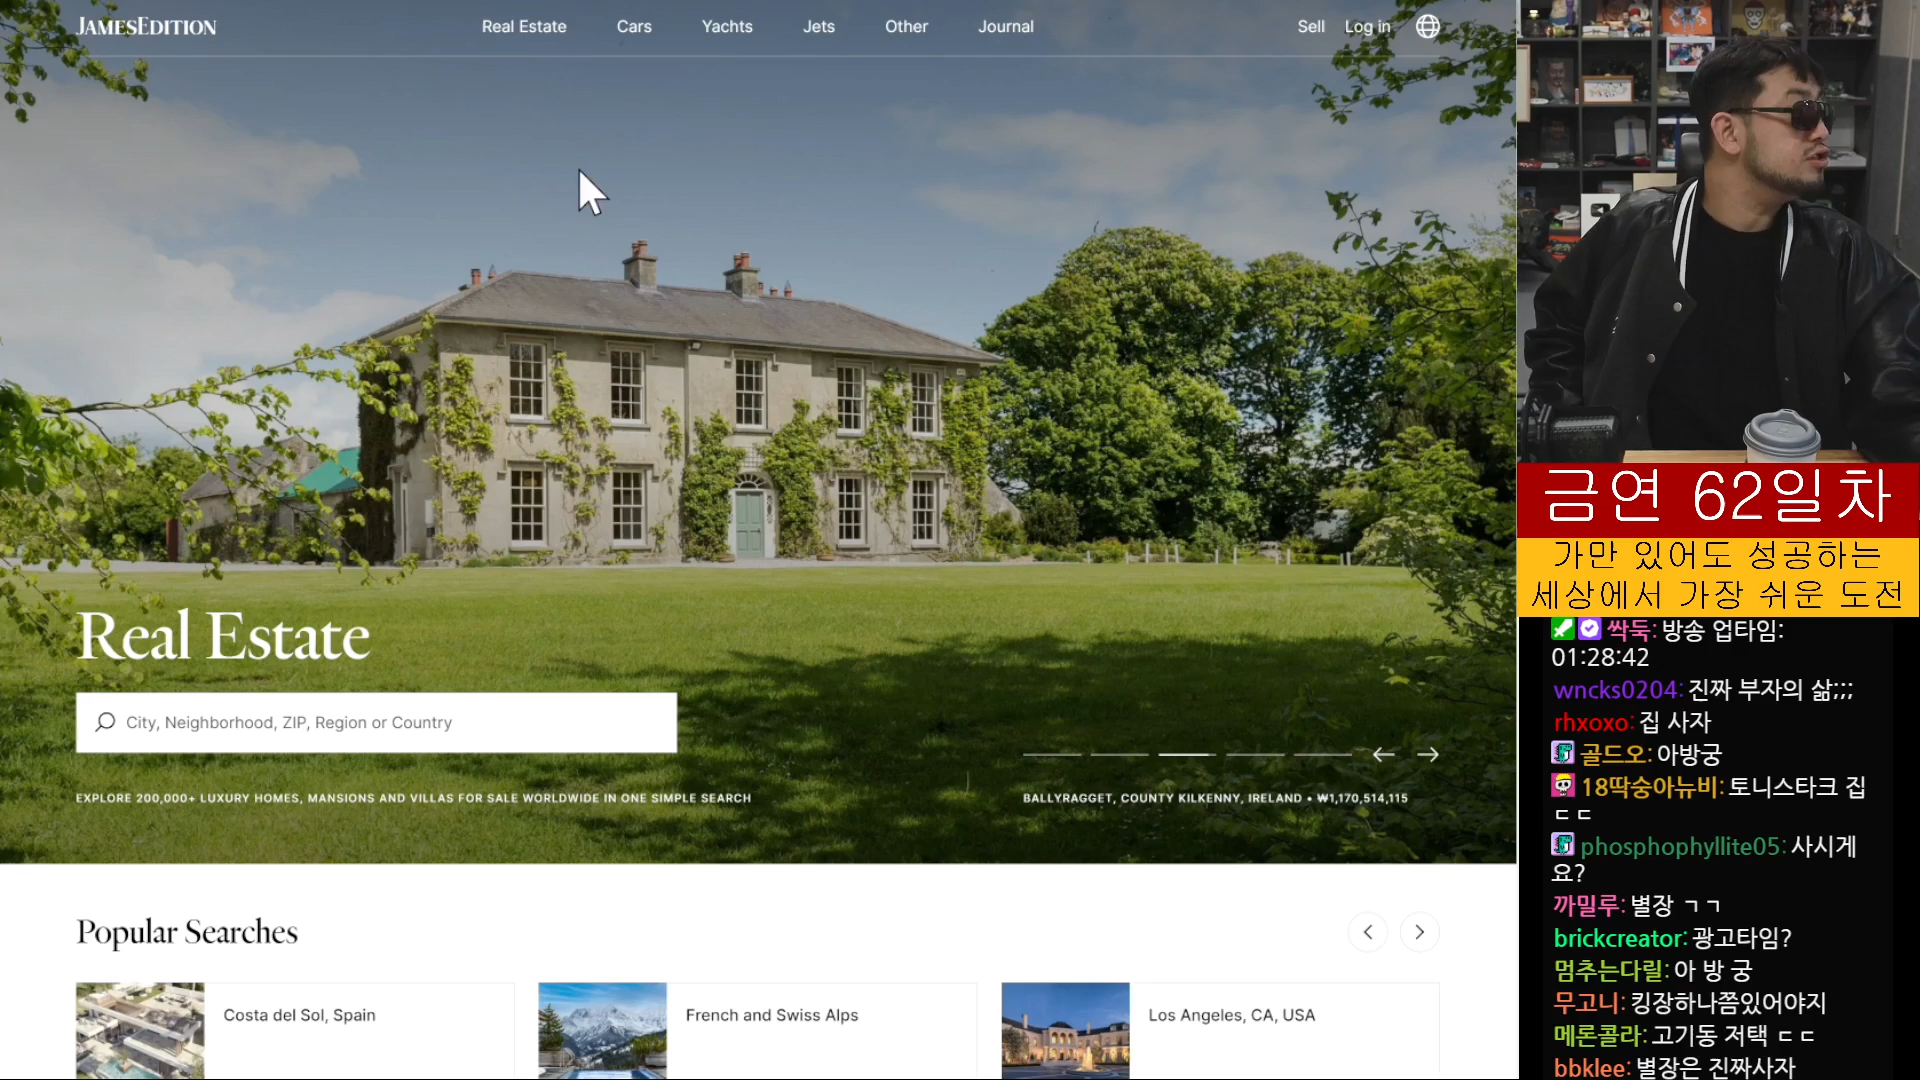 JAMESEDITION
Real Estate Cars Yachts Jets Other Journal
Sell Log in
Real Estate
City, Neighborhood, ZIP, Region or Country
EXPLORE 200,000+ LUXURY HOMES, MANSIONS AND VILLAS FOR SALE WORLDWIDE IN ONE SIMPLE SEARCH
BALLYRAGGET, COUNTY KILKENNY, IRELAND • ₩1,170,514,115
Popular Searches
Costa del Sol, Spain
French and Swiss Alps
Los Angeles, CA, USA
금연 62일차
가만 있어도 성공하는
세상에서 가장 쉬운 도전
싹둑: 방송 업타임:
01:28:42
wncks0204: 진짜 부자의 삶;;;
rhxoxo: 집 사자
골드오: 아방궁
18딱숭아뉴비: 토니스타크 집
ㄷㄷ
phosphophyllite05: 사시게
요?
까밀루: 별장 ㄱㄱ
brickcreator: 광고타임?
멈추는다릴: 아 방 궁
무고니: 킹장하나쯤있어야지
메론콜라: 고기동 저택 ㄷㄷ
bbklee: 별장은 진짜사자